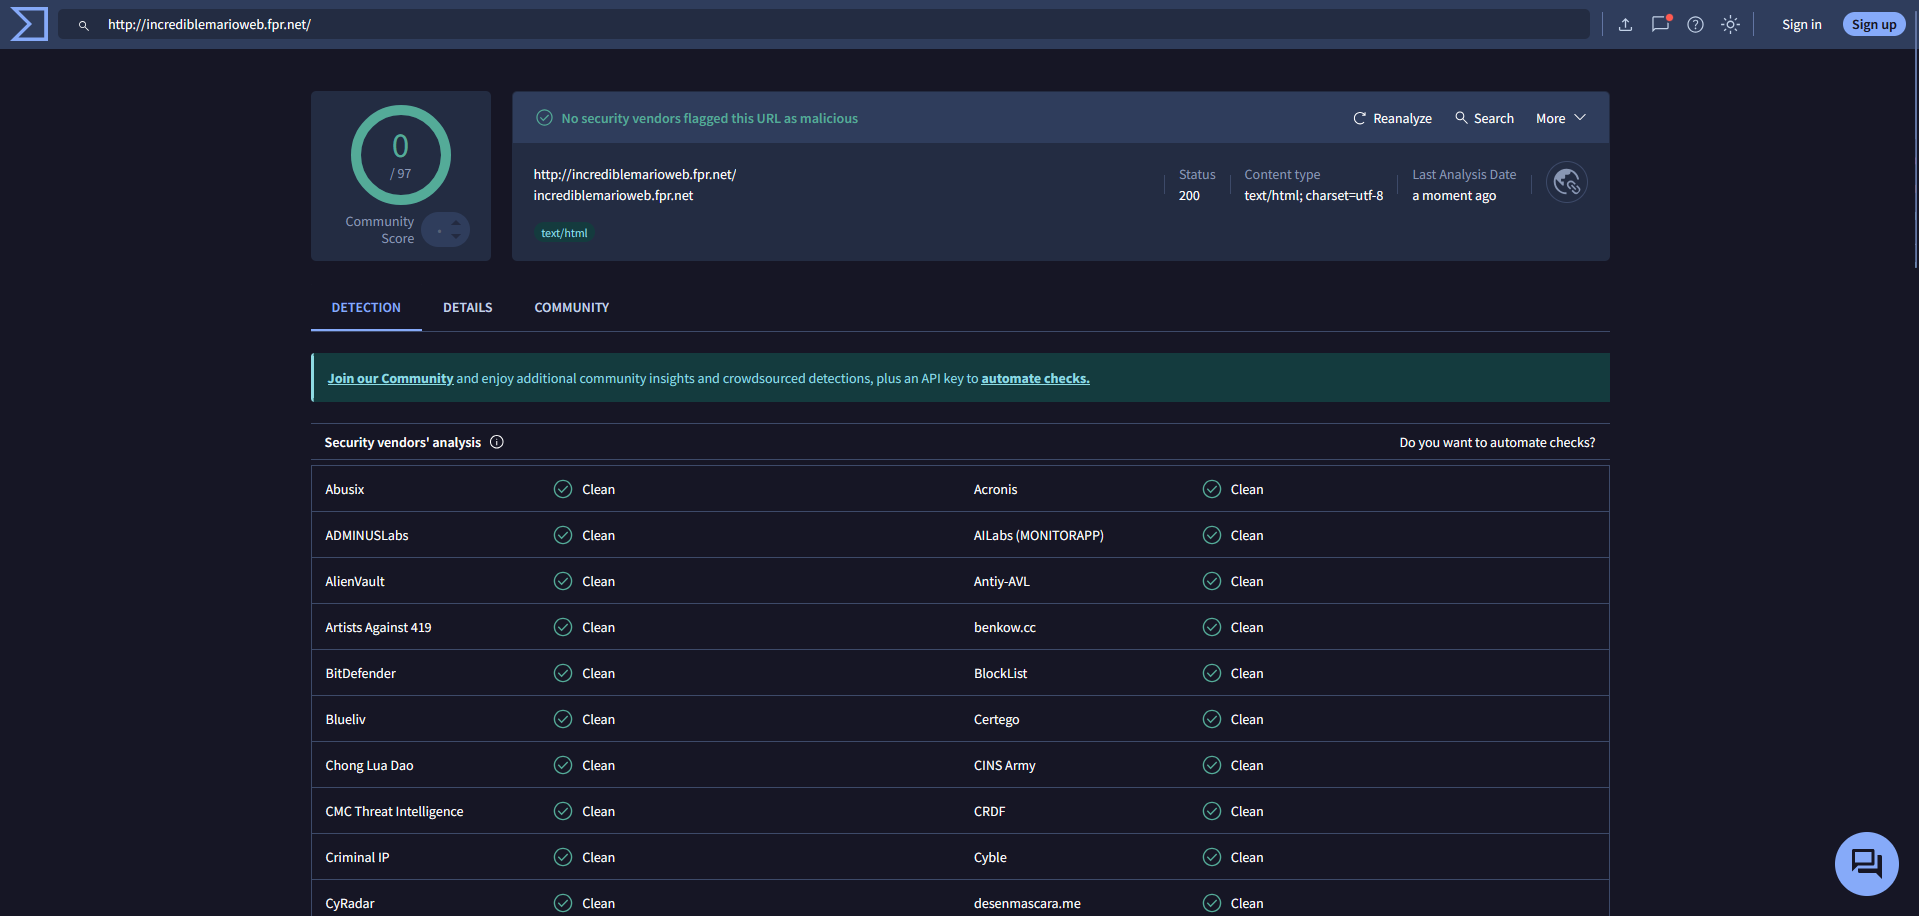 http://incrediblemarioweb.fpr.net/
Sign in
Sign up
0
/ 97
Community
Score
No security vendors flagged this URL as malicious
Reanalyze
Search
More
http://incrediblemarioweb.fpr.net/
incrediblemarioweb.fpr.net
text/html
Status
200
Content type
text/html; charset=utf-8
Last Analysis Date
a moment ago
DETECTION
DETAILS
COMMUNITY
Join our Community and enjoy additional community insights and crowdsourced detections, plus an API key to automate checks.
Security vendors' analysis
Do you want to automate checks?
Abusix Clean Acronis Clean
ADMINUSLabs Clean AILabs (MONITORAPP) Clean
AlienVault Clean Antiy-AVL Clean
Artists Against 419 Clean benkow.cc Clean
BitDefender Clean BlockList Clean
Blueliv Clean Certego Clean
Chong Lua Dao Clean CINS Army Clean
CMC Threat Intelligence Clean CRDF Clean
Criminal IP Clean Cyble Clean
CyRadar Clean desenmascara.me Clean